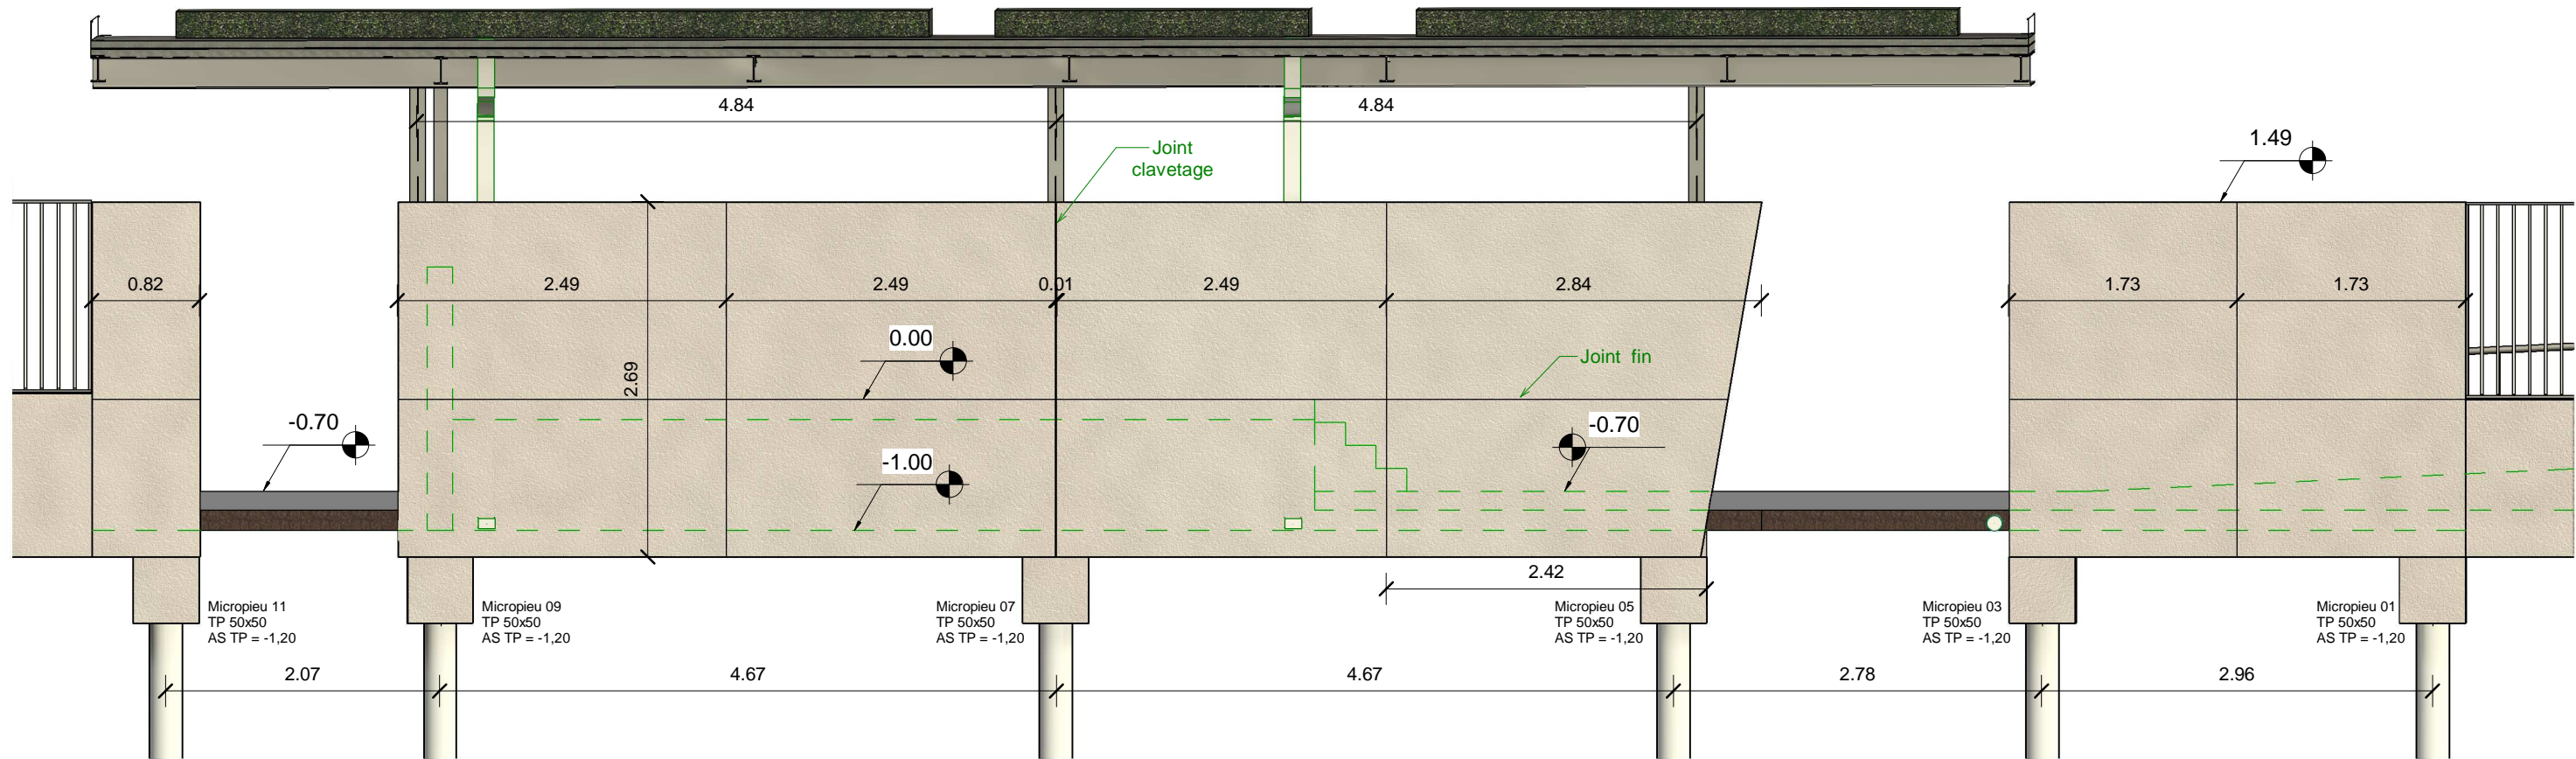 4.84
4.84
Joint
clavetage
1.49
0.82
2.49
2.49
0.01
2.49
2.84
1.73
1.73
0.00
Joint fin
2.69
-0.70
-0.70
-1.00
2.42
Micropieu 11
TP 50x50
AS TP = -1,20
Micropieu 09
TP 50x50
AS TP = -1,20
Micropieu 07
TP 50x50
AS TP = -1,20
Micropieu 05
TP 50x50
AS TP = -1,20
Micropieu 03
TP 50x50
AS TP = -1,20
Micropieu 01
TP 50x50
AS TP = -1,20
2.07
4.67
4.67
2.78
2.96